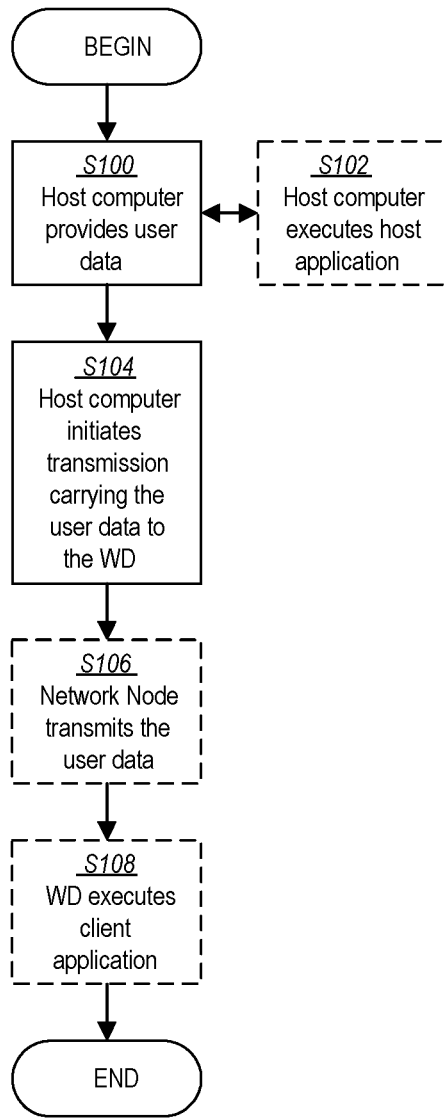 BEGIN
S100
Host computer
provides user
data
S102
Host computer
executes host
application
S104
Host computer
initiates
transmission
carrying the
user data to
the WD
S106
Network Node
transmits the
user data
S108
WD executes
client
application
END